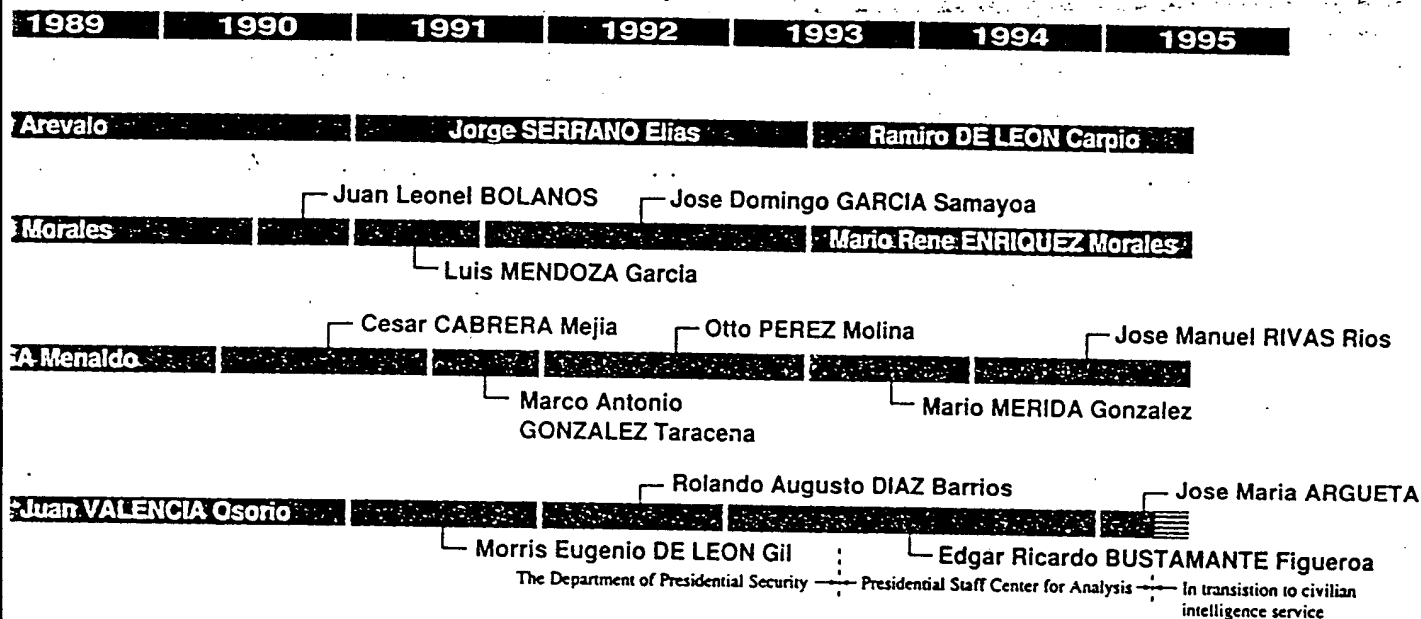 1989 1990 1991 1992 1993 1994 1995
Arevalo Jorge SERRANO Elias Ramiro DE LEON Carpio
Juan Leonel BOLANOS Jose Domingo GARCIA Samayoa
Morales Mario Rene ENRIQUEZ Morales
Luis MENDOZA Garcia
Cesar CABRERA Mejia Otto PEREZ Molina Jose Manuel RIVAS Rios
A Menaldo
Marco Antonio Mario MERIDA Gonzalez
GONZALEZ Taracena
Rolando Augusto DIAZ Barrios Jose Maria ARGUETA
Juan VALENCIA Osorio
Morris Eugenio DE LEON Gil Edgar Ricardo BUSTAMANTE Figueroa
The Department of Presidential Security Presidential Staff Center for Analysis In transistion to civilian
intelligence service